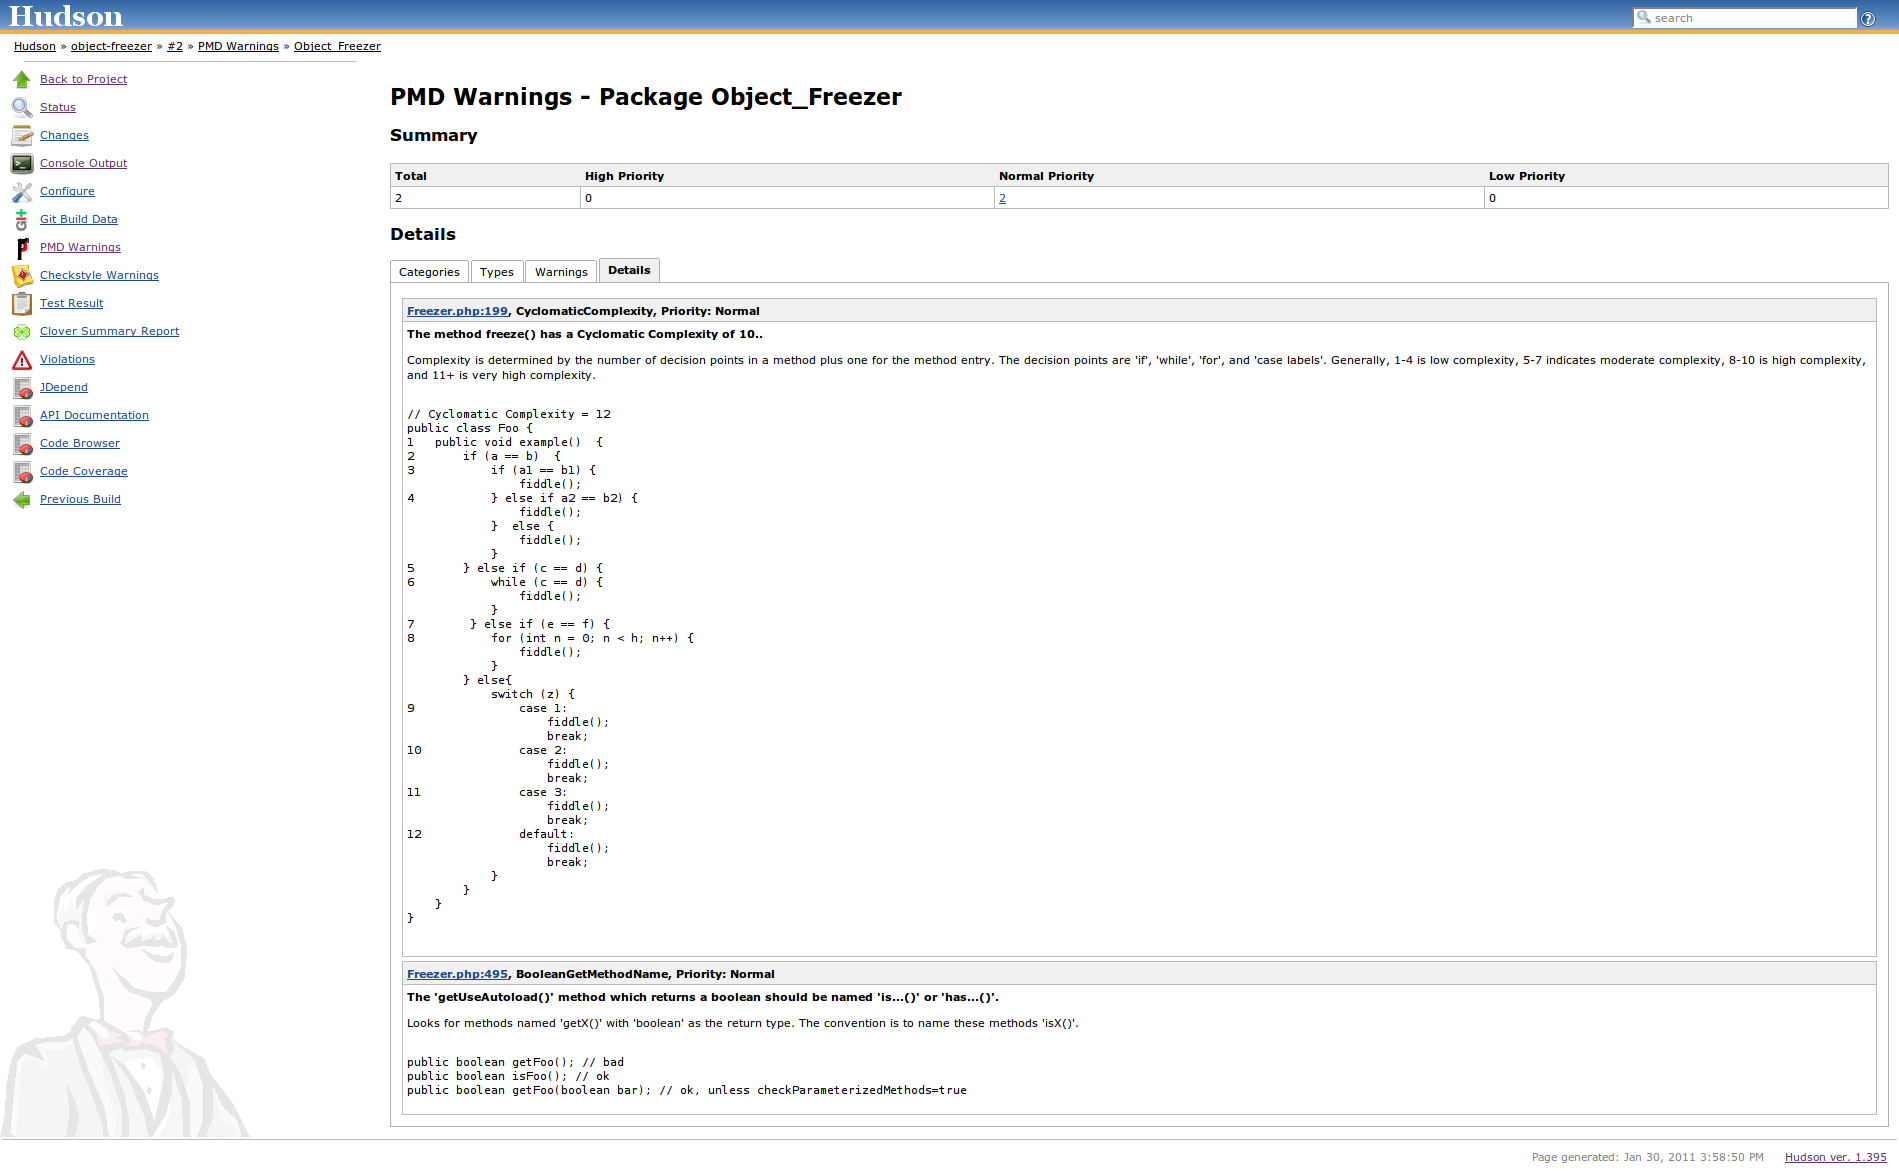 Hudson
search
Hudson » object-freezer » #2 » PMD Warnings » Object_Freezer
Back to Project
Status
Changes
Console Output
Configure
Git Build Data
PMD Warnings
Checkstyle Warnings
Test Result
Clover Summary Report
Violations
JDepend
API Documentation
Code Browser
Code Coverage
Previous Build
PMD Warnings - Package Object_Freezer
Summary
Total High Priority Normal Priority Low Priority
2 0 2 0
Details
Categories Types Warnings Details
Freezer.php:199, CyclomaticComplexity, Priority: Normal
The method freeze() has a Cyclomatic Complexity of 10..
Complexity is determined by the number of decision points in a method plus one for the method entry. The decision points are 'if', 'while', 'for', and 'case labels'. Generally, 1-4 is low complexity, 5-7 indicates moderate complexity, 8-10 is high complexity,
and 11+ is very high complexity.
// Cyclomatic Complexity = 12
public class Foo {
1   public void example()  {
2       if (a == b)  {
3           if (a1 == b1) {
                fiddle();
4           } else if a2 == b2) {
                fiddle();
            }  else {
                fiddle();
            }
5       } else if (c == d) {
6           while (c == d) {
                fiddle();
            }
7        } else if (e == f) {
8           for (int n = 0; n < h; n++) {
                fiddle();
            }
        } else{
            switch (z) {
9               case 1:
                    fiddle();
                    break;
10              case 2:
                    fiddle();
                    break;
11              case 3:
                    fiddle();
                    break;
12              default:
                    fiddle();
                    break;
            }
        }
    }
}
Freezer.php:495, BooleanGetMethodName, Priority: Normal
The 'getUseAutoload()' method which returns a boolean should be named 'is...()' or 'has...()'.
Looks for methods named 'getX()' with 'boolean' as the return type. The convention is to name these methods 'isX()'.
public boolean getFoo(); // bad
public boolean isFoo(); // ok
public boolean getFoo(boolean bar); // ok, unless checkParameterizedMethods=true
Page generated: Jan 30, 2011 3:58:50 PM Hudson ver. 1.395